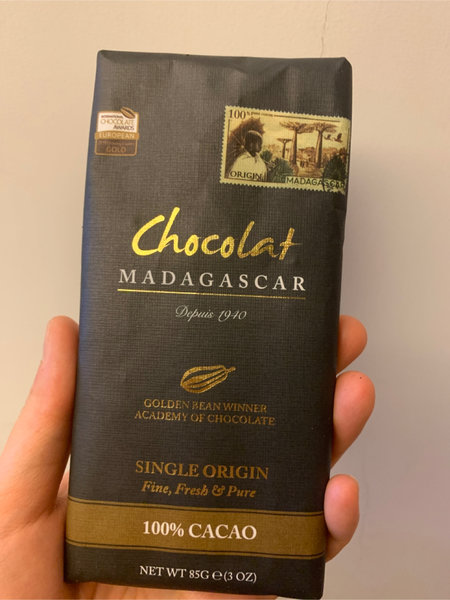 INTERNATIONAL
CHOCOLATE
AWARDS
EUROPEAN
GOLD
100%
ORIGIN
MADAGASCAR
Chocolat
MADAGASCAR
Depuis 1940
GOLDEN BEAN WINNER
ACADEMY OF CHOCOLATE
SINGLE ORIGIN
Fine, Fresh & Pure
100% CACAO
NET WT 85G ℮ (3 OZ)